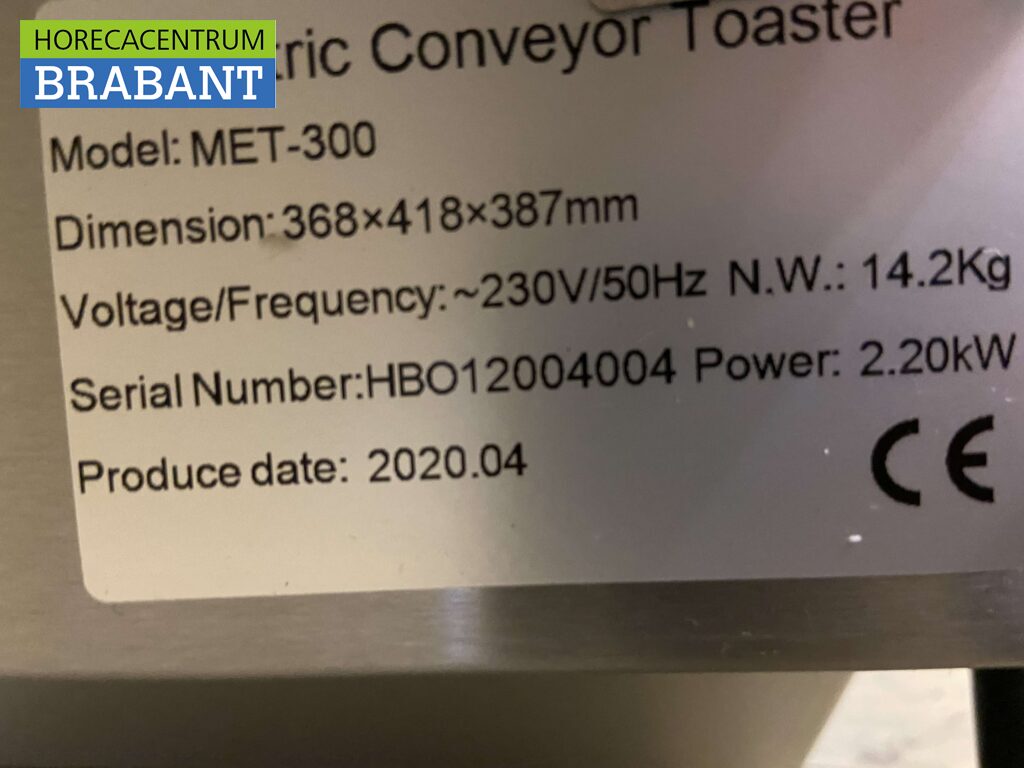 HORECACENTRUM
BRABANT
tric Conveyor Toaster
Model: MET-300
Dimension: 368×418×387mm
Voltage/Frequency: ~230V/50Hz N.W.: 14.2Kg
Serial Number:HBO12004004 Power: 2.20kW
Produce date: 2020.04
CE